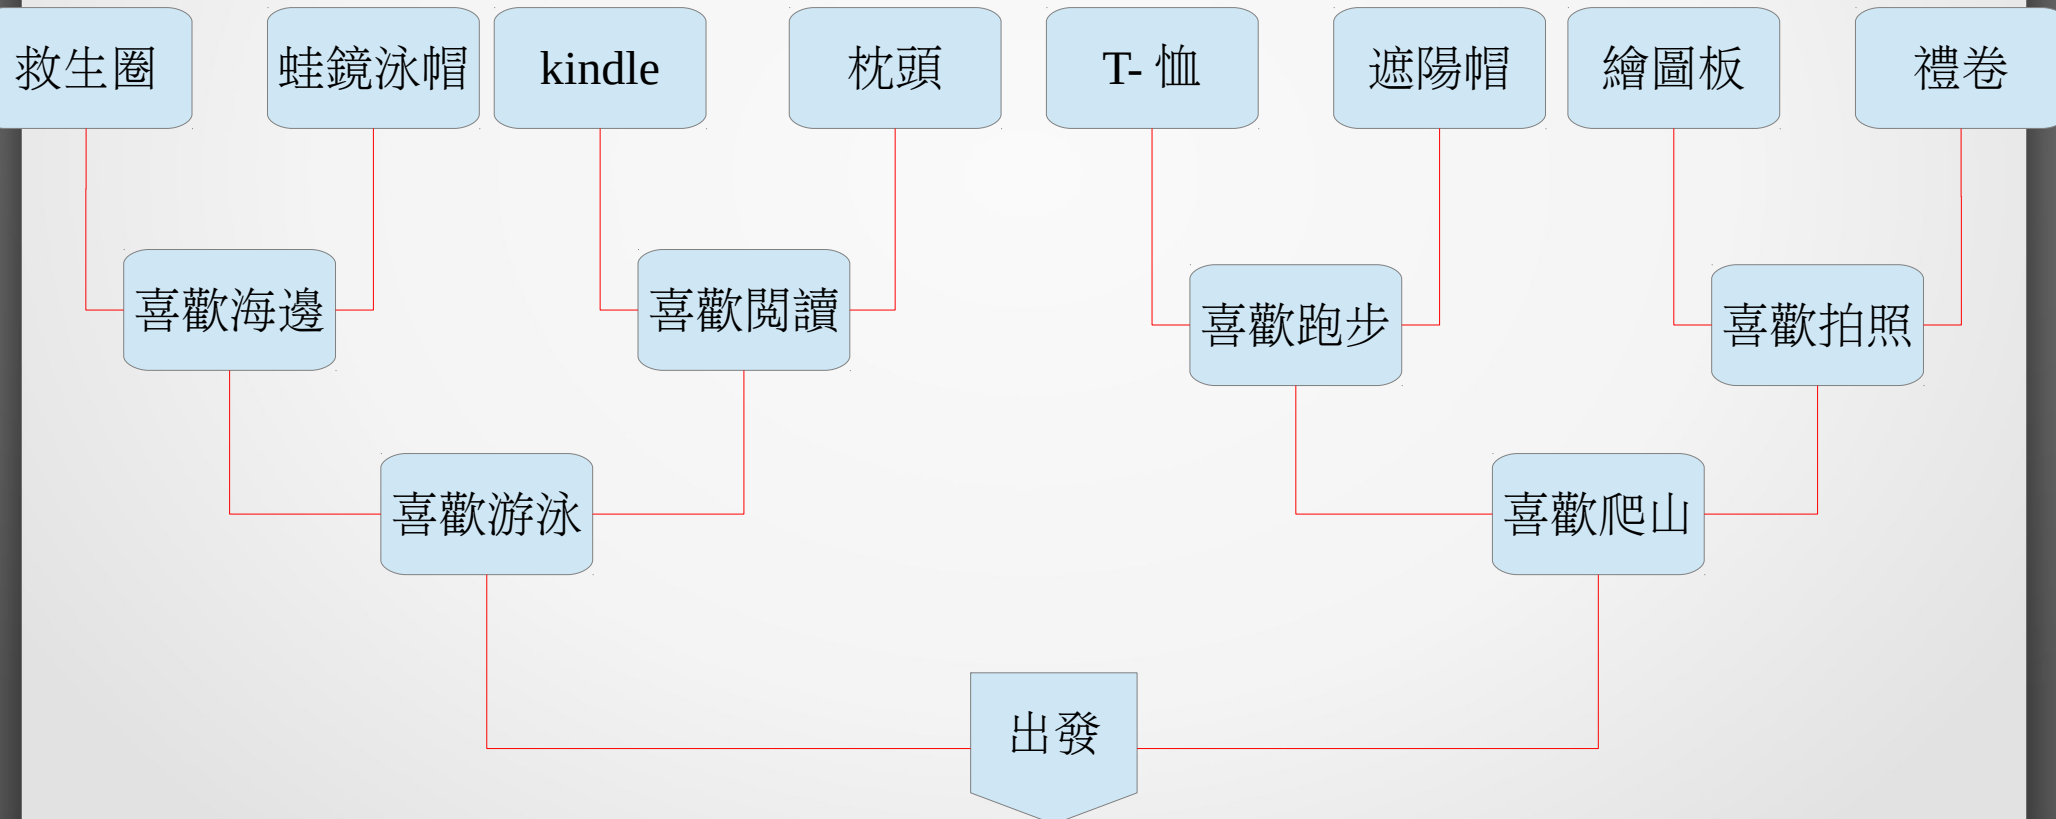 救生圈
蛙鏡泳帽
kindle
枕頭
T- 恤
遮陽帽
繪圖板
禮卷
喜歡海邊
喜歡閱讀
喜歡跑步
喜歡拍照
喜歡游泳
喜歡爬山
出發